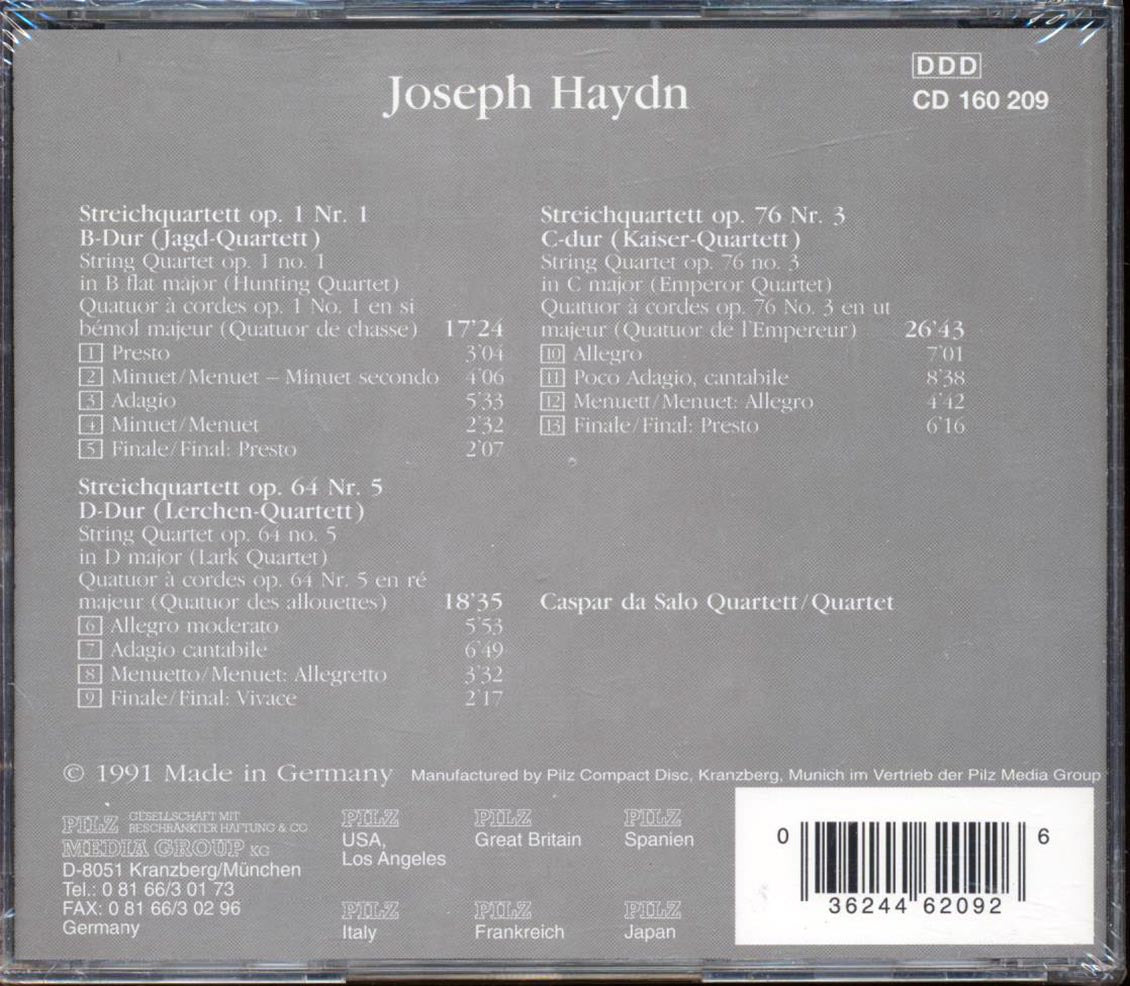 Joseph Haydn
DDD
CD 160 209
Streichquartett op. 1 Nr. 1
B-Dur (Jagd-Quartett)
String Quartet op. 1 no. 1
in B flat major (Hunting Quartet)
Quatuor à cordes op. 1 No. 1 en si
bémol majeur (Quatuor de chasse) 17'24
1 Presto 3'04
2 Minuet/Menuet – Minuet secondo 4'06
3 Adagio 5'33
4 Minuet/Menuet 2'32
5 Finale/Final: Presto 2'07
Streichquartett op. 64 Nr. 5
D-Dur (Lerchen-Quartett)
String Quartet op. 64 no. 5
in D major (Lark Quartet)
Quatuor à cordes op. 64 Nr. 5 en ré
majeur (Quatuor des allouettes) 18'35
6 Allegro moderato 5'53
7 Adagio cantabile 6'49
8 Menuetto/Menuet: Allegretto 3'32
9 Finale/Final: Vivace 2'17
Streichquartett op. 76 Nr. 3
C-dur (Kaiser-Quartett)
String Quartet op. 76 no. 3
in C major (Emperor Quartet)
Quatuor à cordes op. 76 No. 3 en ut
majeur (Quatuor de l'Empereur) 26'43
10 Allegro 7'01
11 Poco Adagio, cantabile 8'38
12 Menuett/Menuet: Allegro 4'42
13 Finale/Final: Presto 6'16
Caspar da Salo Quartett/Quartet
© 1991 Made in Germany Manufactured by Pilz Compact Disc, Kranzberg, Munich im Vertrieb der Pilz Media Group
PILZ GESELLSCHAFT MIT
BESCHRÄNKTER HAFTUNG & CO
MEDIA GROUP KG
D-8051 Kranzberg/München
Tel.: 0 81 66/3 01 73
FAX: 0 81 66/3 02 96
Germany
PILZ
USA,
Los Angeles
PILZ
Great Britain
PILZ
Spanien
PILZ
Italy
PILZ
Frankreich
PILZ
Japan
0 36244 62092 6